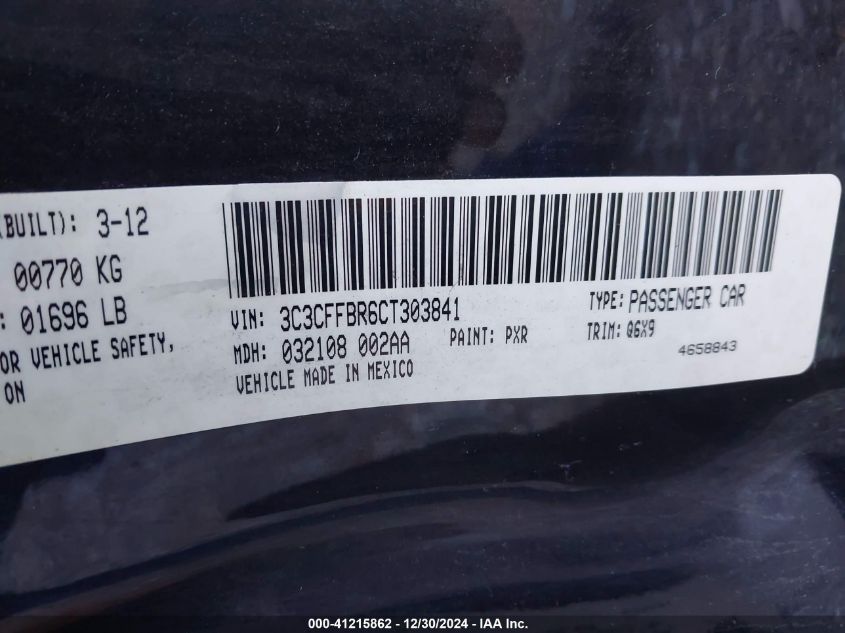 (BUILT): 3-12
00770 KG
: 01696 LB
OR VEHICLE SAFETY,
ON
VIN: 3C3CFFBR6CT303841
TYPE: PASSENGER CAR
MDH: 032108 002AA
PAINT: PXR
TRIM: Q6X9
VEHICLE MADE IN MEXICO
4658843
000-41215862 - 12/30/2024 - IAA Inc.